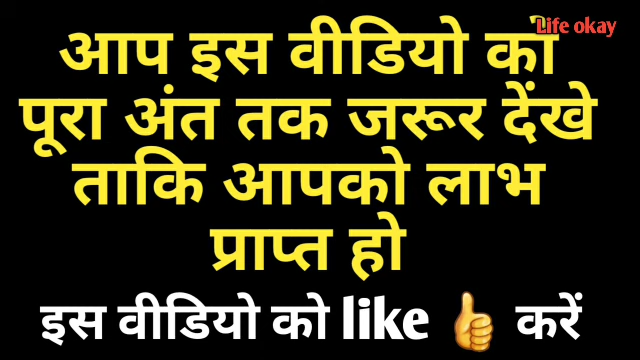 Life okay
आप इस वीडियो को
पूरा अंत तक जरूर देंखे
ताकि आपको लाभ
प्राप्त हो
इस वीडियो को like 👍 करें